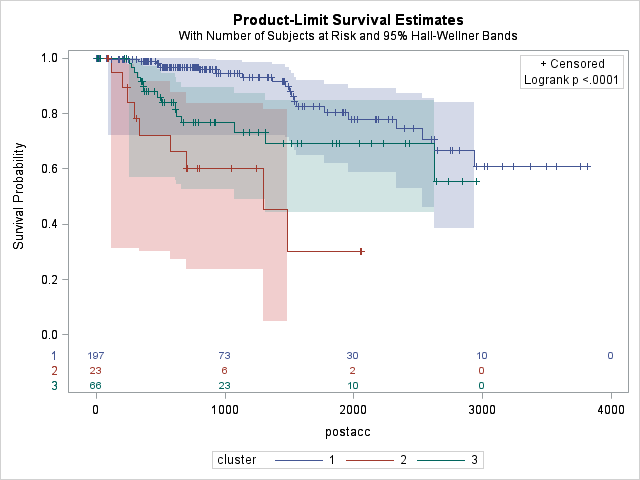 Product-Limit Survival Estimates
With Number of Subjects at Risk and 95% Hall-Wellner Bands
+ Censored
Logrank p <.0001
Survival Probability
1.0
0.8
0.6
0.4
0.2
0.0
1 197 73 30 10 0
2 23 6 2 0
3 66 23 10 0
0 1000 2000 3000 4000
postacc
cluster 1 2 3